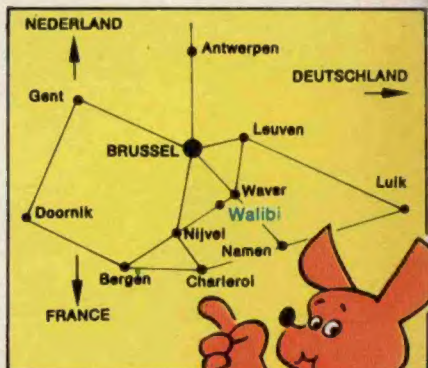 NEDERLAND
Antwerpen
DEUTSCHLAND
Gent
Leuven
BRUSSEL
Waver
Luik
Walibi
Doornik
Nijvel
Namen
Bergen
Charleroi
FRANCE